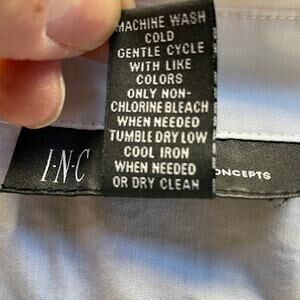 MACHINE WASH
COLD
GENTLE CYCLE
WITH LIKE
COLORS
ONLY NON-
CHLORINE BLEACH
WHEN NEEDED
TUMBLE DRY LOW
COOL IRON
WHEN NEEDED
OR DRY CLEAN
I·N·C
ONCEPTS